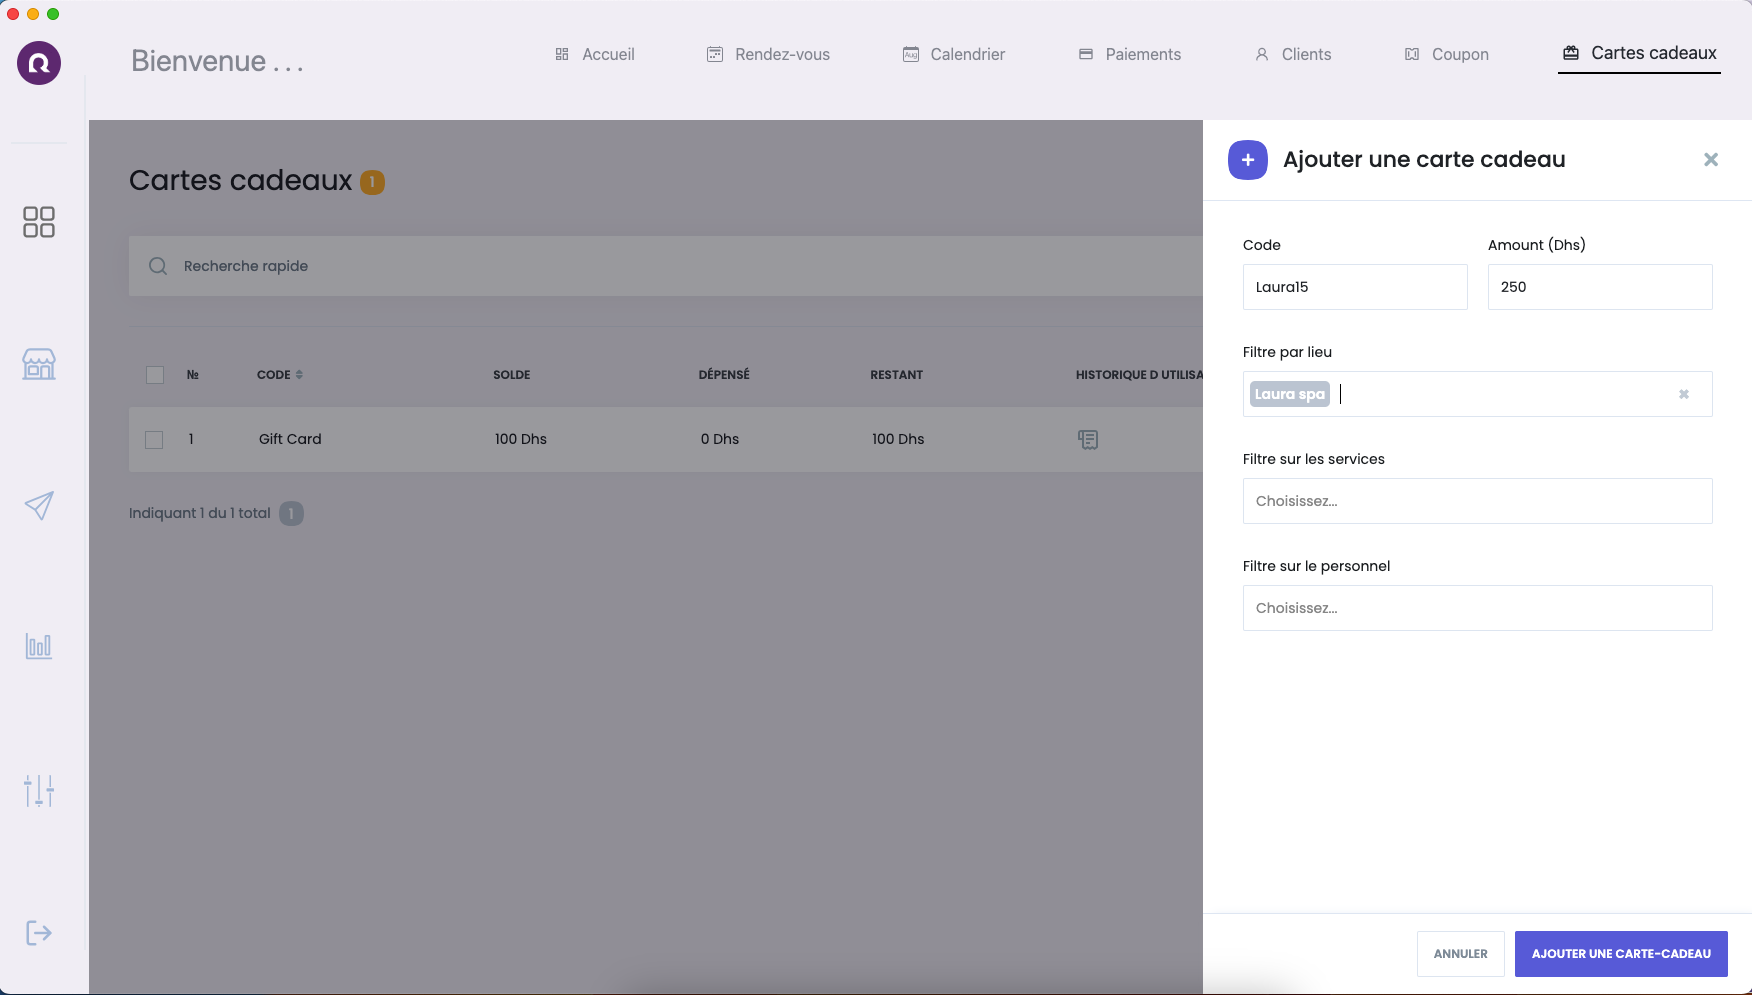 Bienvenue . . .
Accueil
Rendez-vous
Aug
Calendrier
Paiements
Clients
Coupon
Cartes cadeaux
Cartes cadeaux 1
Recherche rapide
№ CODE SOLDE DÉPENSÉ RESTANT HISTORIQUE D UTILISA
1 Gift Card 100 Dhs 0 Dhs 100 Dhs
Indiquant 1 du 1 total 1
Ajouter une carte cadeau
Code Amount (Dhs)
Laura15 250
Filtre par lieu
Laura spa
Filtre sur les services
Choisissez...
Filtre sur le personnel
Choisissez...
ANNULER AJOUTER UNE CARTE-CADEAU